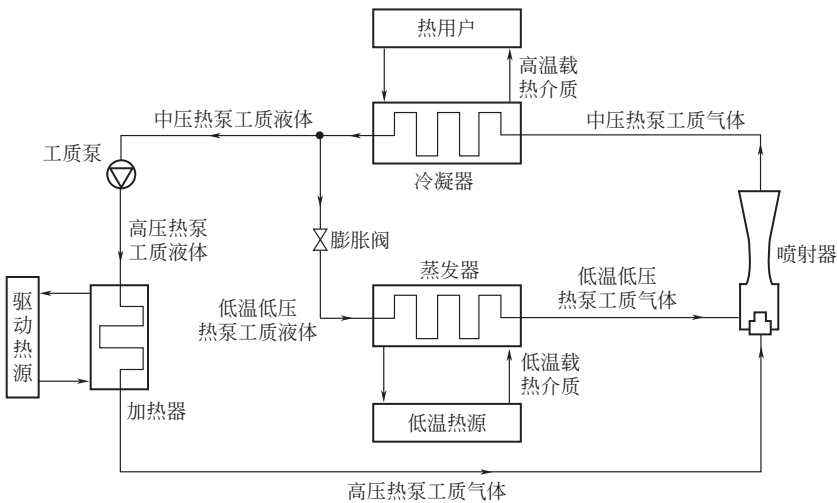 热用户
高温载
热介质
中压热泵工质液体
中压热泵工质气体
工质泵
冷凝器
高压热泵
工质液体
膨胀阀
喷射器
蒸发器
低温低压
热泵工质气体
低温低压
热泵工质液体
驱
动
热
源
低温载
热介质
加热器
低温热源
高压热泵工质气体